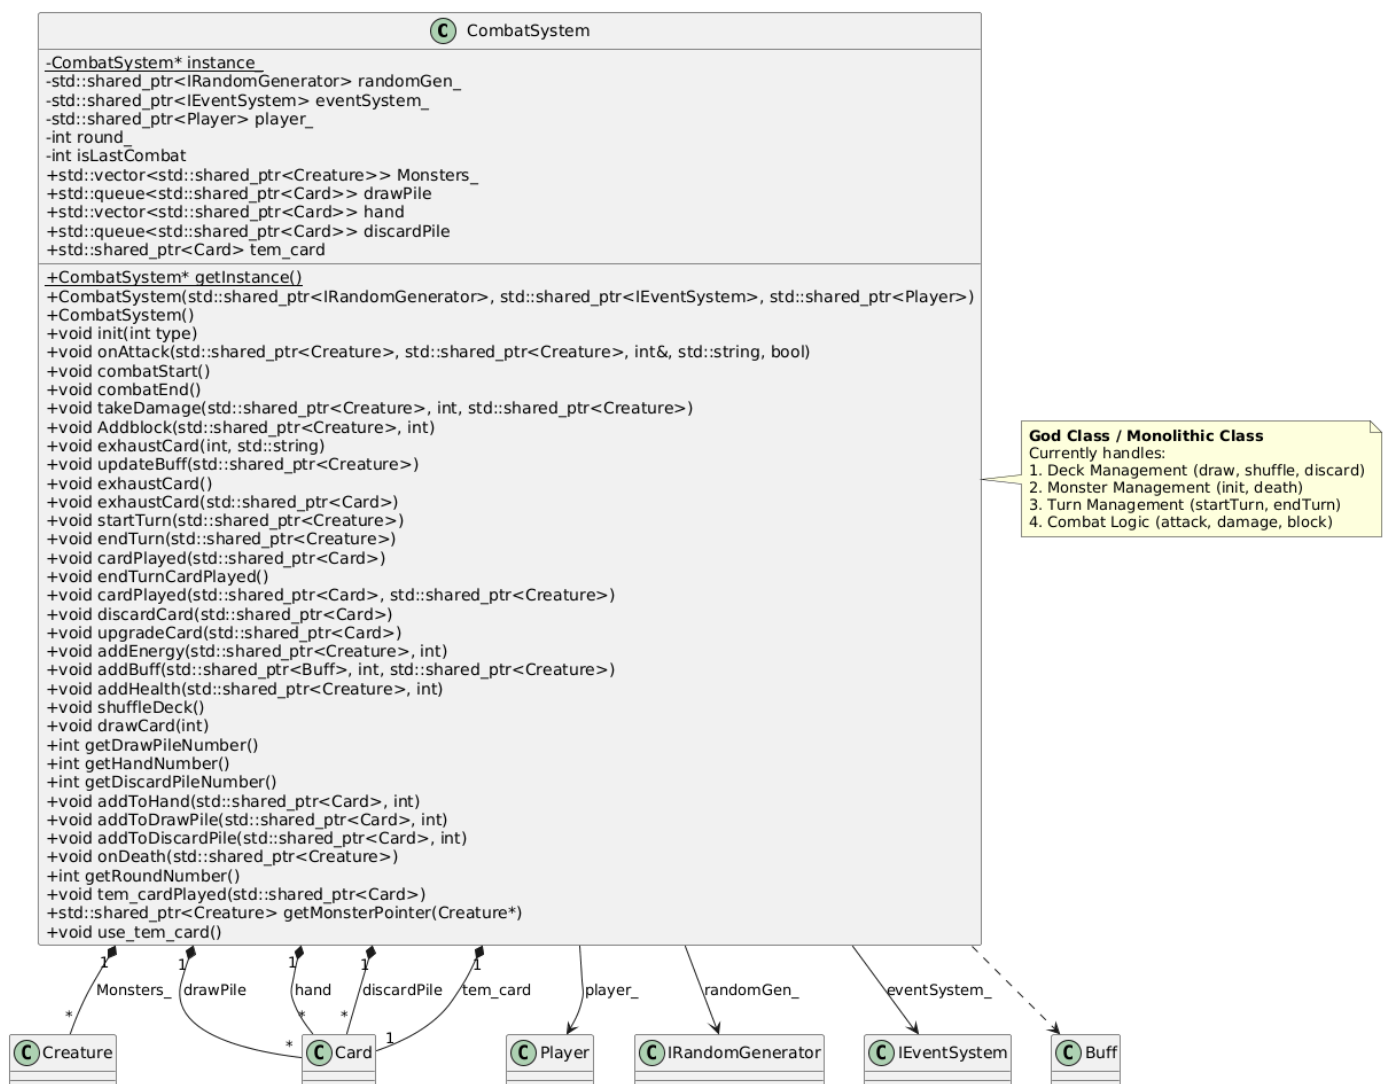 C CombatSystem
-CombatSystem* instance_
-std::shared_ptr<IRandomGenerator> randomGen_
-std::shared_ptr<IEventSystem> eventSystem_
-std::shared_ptr<Player> player_
-int round_
-int isLastCombat
+std::vector<std::shared_ptr<Creature>> Monsters_
+std::queue<std::shared_ptr<Card>> drawPile
+std::vector<std::shared_ptr<Card>> hand
+std::queue<std::shared_ptr<Card>> discardPile
+std::shared_ptr<Card> tem_card
+CombatSystem* getInstance()
+CombatSystem(std::shared_ptr<IRandomGenerator>, std::shared_ptr<IEventSystem>, std::shared_ptr<Player>)
+CombatSystem()
+void init(int type)
+void onAttack(std::shared_ptr<Creature>, std::shared_ptr<Creature>, int&, std::string, bool)
+void combatStart()
+void combatEnd()
+void takeDamage(std::shared_ptr<Creature>, int, std::shared_ptr<Creature>)
+void Addblock(std::shared_ptr<Creature>, int)
+void exhaustCard(int, std::string)
+void updateBuff(std::shared_ptr<Creature>)
+void exhaustCard()
+void exhaustCard(std::shared_ptr<Card>)
+void startTurn(std::shared_ptr<Creature>)
+void endTurn(std::shared_ptr<Creature>)
+void cardPlayed(std::shared_ptr<Card>)
+void endTurnCardPlayed()
+void cardPlayed(std::shared_ptr<Card>, std::shared_ptr<Creature>)
+void discardCard(std::shared_ptr<Card>)
+void upgradeCard(std::shared_ptr<Card>)
+void addEnergy(std::shared_ptr<Creature>, int)
+void addBuff(std::shared_ptr<Buff>, int, std::shared_ptr<Creature>)
+void addHealth(std::shared_ptr<Creature>, int)
+void shuffleDeck()
+void drawCard(int)
+int getDrawPileNumber()
+int getHandNumber()
+int getDiscardPileNumber()
+void addToHand(std::shared_ptr<Card>, int)
+void addToDrawPile(std::shared_ptr<Card>, int)
+void addToDiscardPile(std::shared_ptr<Card>, int)
+void onDeath(std::shared_ptr<Creature>)
+int getRoundNumber()
+void tem_cardPlayed(std::shared_ptr<Card>)
+std::shared_ptr<Creature> getMonsterPointer(Creature*)
+void use_tem_card()
God Class / Monolithic Class
Currently handles:
1. Deck Management (draw, shuffle, discard)
2. Monster Management (init, death)
3. Turn Management (startTurn, endTurn)
4. Combat Logic (attack, damage, block)
1 1 1 1 1
Monsters_ drawPile hand discardPile tem_card player_ randomGen_ eventSystem_
* * * * 1
C Creature C Card C Player C IRandomGenerator C IEventSystem C Buff